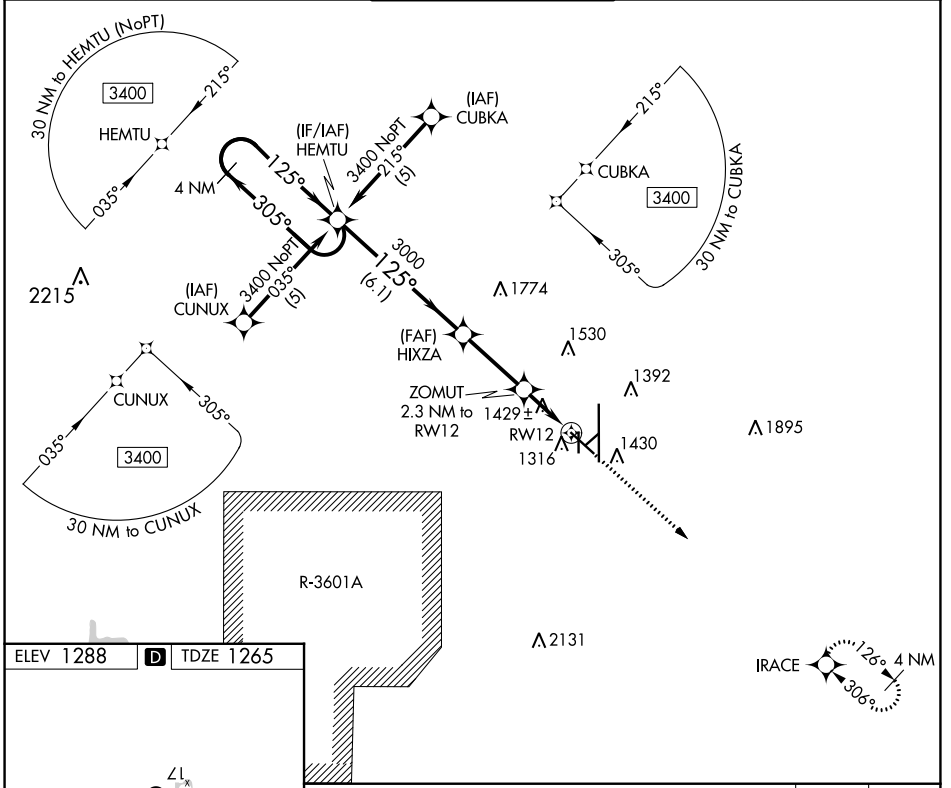 30 NM to HEMTU (NoPT)
3400
215°
HEMTU
035°
(IF/IAF)
HEMTU
(IAF)
CUBKA
3400 NoPT
215°
(5)
4 NM
125°
305°
215°
CUBKA
3400
305°
30 NM to CUBKA
2215
(IAF)
CUNUX
3400 NoPT
035°
(5)
3000
125°
(6.1)
1774
(FAF)
HIXZA
1530
1392
ZOMUT
2.3 NM to
RW12
1429±
RW12
1316
1430
1895
CUNUX
305°
035°
3400
30 NM to CUNUX
R-3601A
2131
IRACE
126°
306°
4 NM
ELEV 1288
D
TDZE 1265
17